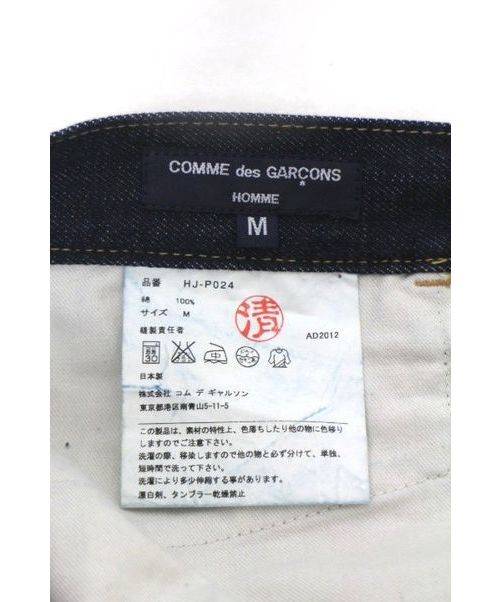 COMME des GARÇONS
HOMME
M
品番 HJ-P024
綿 100%
サイズ M
縫製責任者
清
AD2012
日本製
株式会社 コム デ ギャルソン
東京都港区南青山5-11-5
この製品は、素材の特性上、色落ちしたり他の物に色移り
しますのでご注意下さい。
洗濯の際、移染しますので他の物と必ず分けて、単独、
短時間で洗って下さい。
洗濯により多少伸縮する事があります。
漂白剤、タンブラー乾燥禁止